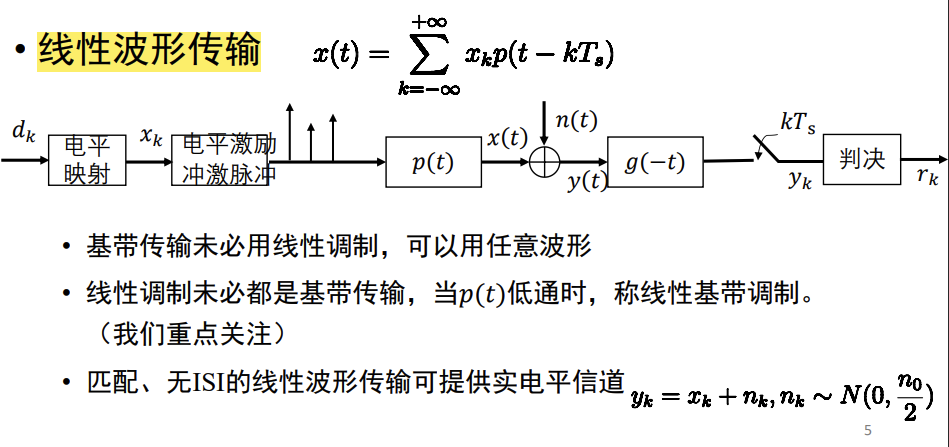 • 线性波形传输 x(t) = \sum_{k=-∞}^{+∞} x_k p(t − kT_s)
d_k 电平映射 x_k 电平激励冲激脉冲 p(t) x(t) n(t) y(t) g(−t) kT_s y_k 判决 r_k
• 基带传输未必用线性调制，可以用任意波形
• 线性调制未必都是基带传输，当p(t)低通时，称线性基带调制。
（我们重点关注）
• 匹配、无ISI的线性波形传输可提供实电平信道 y_k = x_k + n_k, n_k ∼ N(0, \frac{n_0}{2})
5